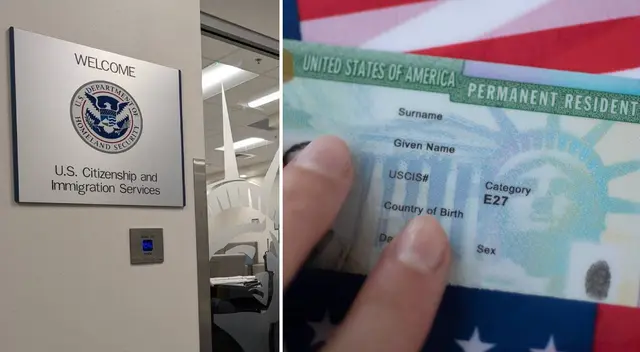 WELCOME
U.S. DEPARTMENT OF
HOMELAND SECURITY
U.S. Citizenship and
Immigration Services
UNITED STATES OF AMERICA
PERMANENT RESIDENT
Surname
Given Name
USCIS#
Category
E27
Country of Birth
Sex